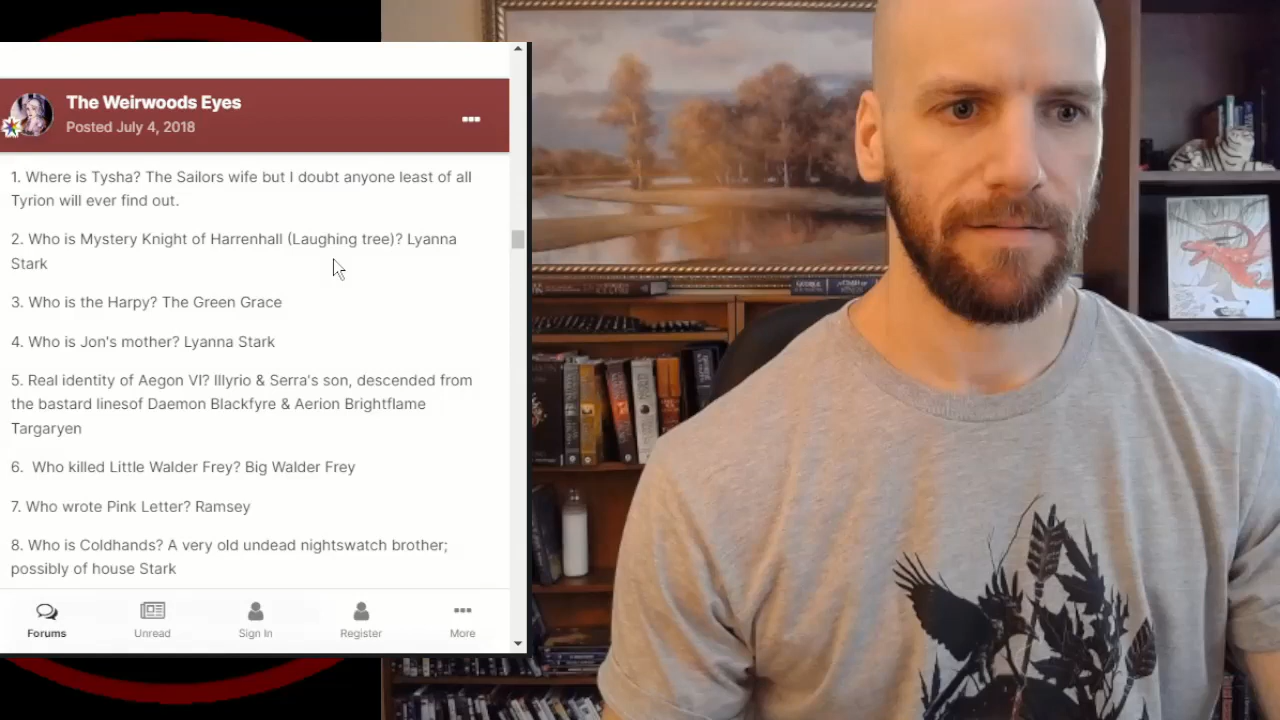 The Weirwoods Eyes
Posted July 4, 2018
1. Where is Tysha? The Sailors wife but I doubt anyone least of all
Tyrion will ever find out.
2. Who is Mystery Knight of Harrenhall (Laughing tree)? Lyanna
Stark
3. Who is the Harpy? The Green Grace
4. Who is Jon's mother? Lyanna Stark
5. Real identity of Aegon VI? Illyrio & Serra's son, descended from
the bastard linesof Daemon Blackfyre & Aerion Brightflame
Targaryen
6. Who killed Little Walder Frey? Big Walder Frey
7. Who wrote Pink Letter? Ramsey
8. Who is Coldhands? A very old undead nightswatch brother;
possibly of house Stark
Forums
Unread
Sign In
Register
More